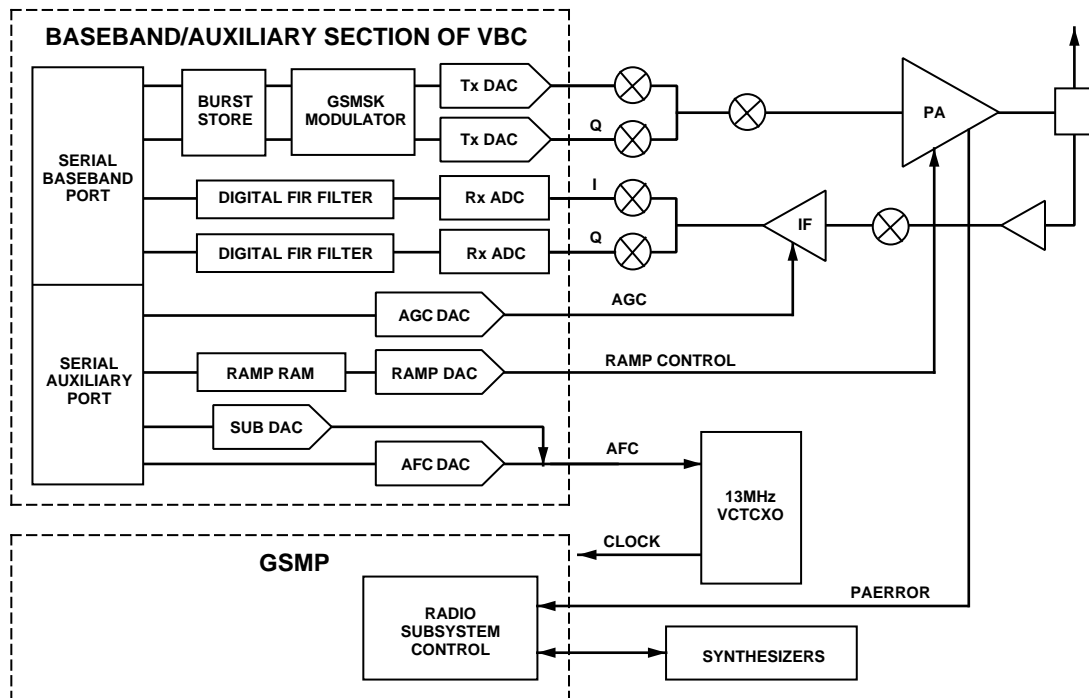 BASEBAND/AUXILIARY SECTION OF VBC
SERIAL
BASEBAND
PORT
BURST
STORE
GSMSK
MODULATOR
Tx DAC
Tx DAC
Q
PA
DIGITAL FIR FILTER
Rx ADC
I
DIGITAL FIR FILTER
Rx ADC
Q
IF
SERIAL
AUXILIARY
PORT
AGC DAC
AGC
RAMP RAM
RAMP DAC
RAMP CONTROL
SUB DAC
AFC DAC
AFC
13MHz
VCTCXO
CLOCK
GSMP
RADIO
SUBSYSTEM
CONTROL
PAERROR
SYNTHESIZERS